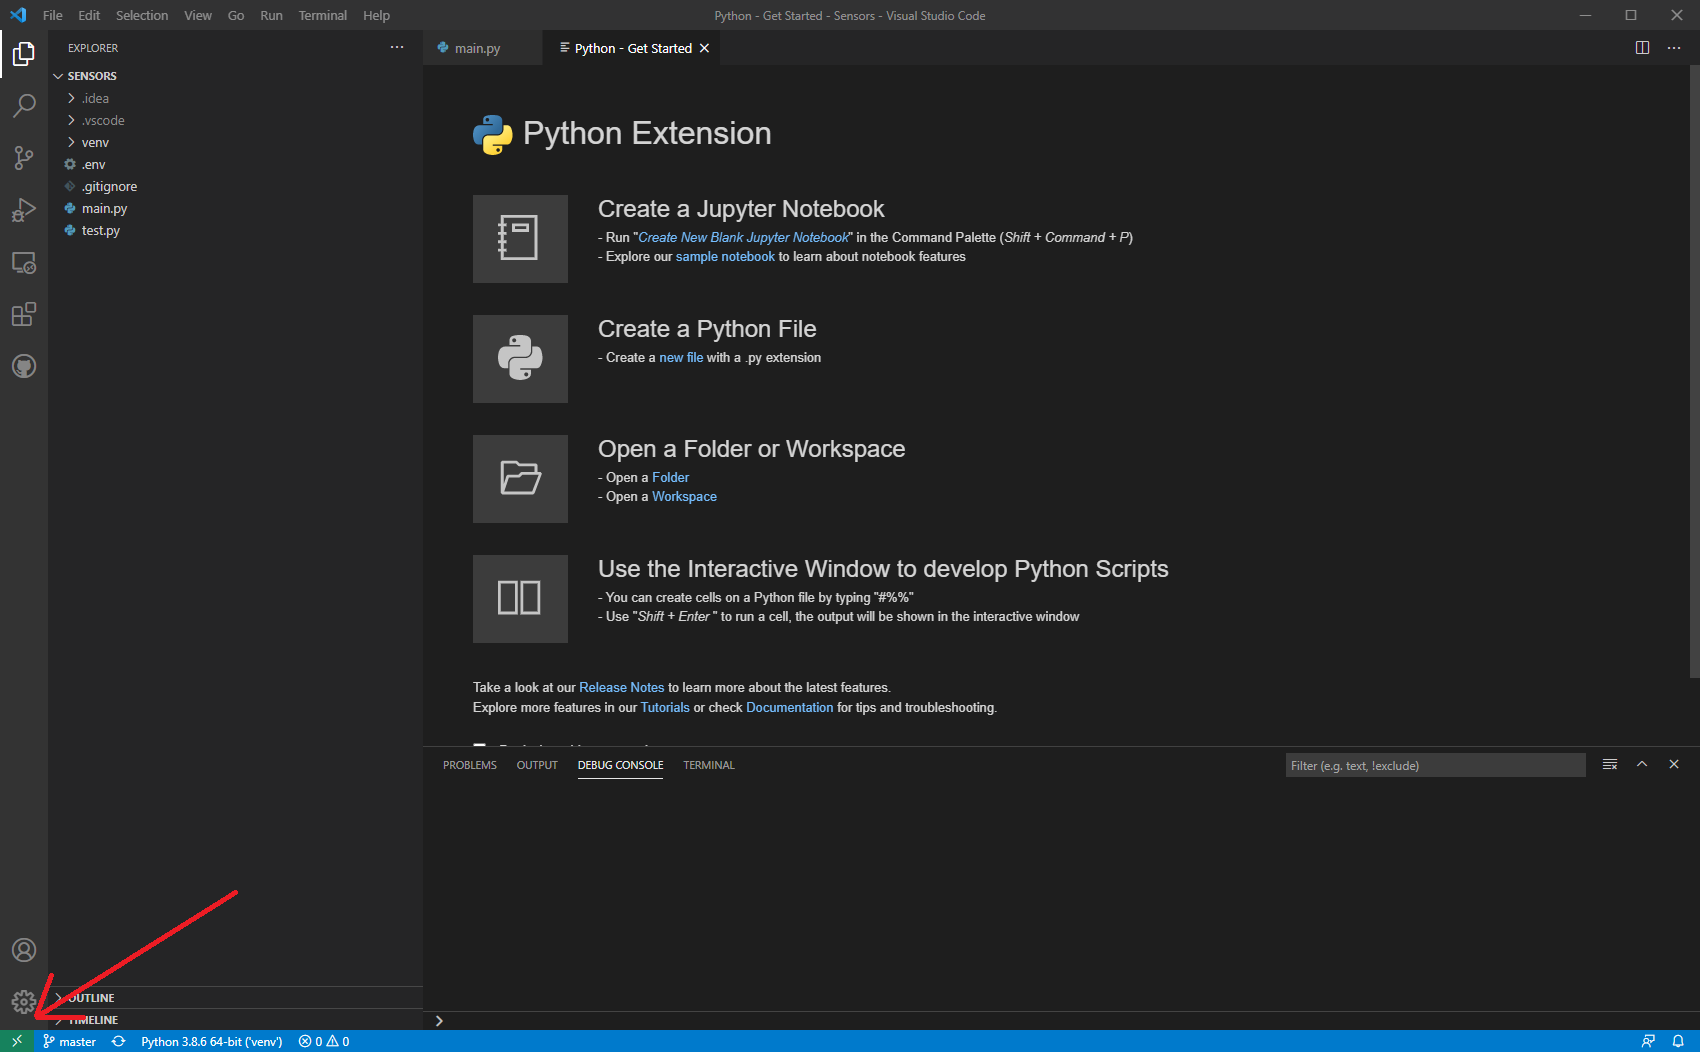 File Edit Selection View Go Run Terminal Help
Python - Get Started - Sensors - Visual Studio Code
EXPLORER
SENSORS
.idea
.vscode
venv
.env
.gitignore
main.py
test.py
OUTLINE
TIMELINE
main.py
Python - Get Started
Python Extension
Create a Jupyter Notebook
- Run "Create New Blank Jupyter Notebook" in the Command Palette (Shift + Command + P)
- Explore our sample notebook to learn about notebook features
Create a Python File
- Create a new file with a .py extension
Open a Folder or Workspace
- Open a Folder
- Open a Workspace
Use the Interactive Window to develop Python Scripts
- You can create cells on a Python file by typing "#%%"
- Use "Shift + Enter " to run a cell, the output will be shown in the interactive window
Take a look at our Release Notes to learn more about the latest features.
Explore more features in our Tutorials or check Documentation for tips and troubleshooting.
PROBLEMS OUTPUT DEBUG CONSOLE TERMINAL
Filter (e.g. text, !exclude)
master Python 3.8.6 64-bit ('venv') 0 0